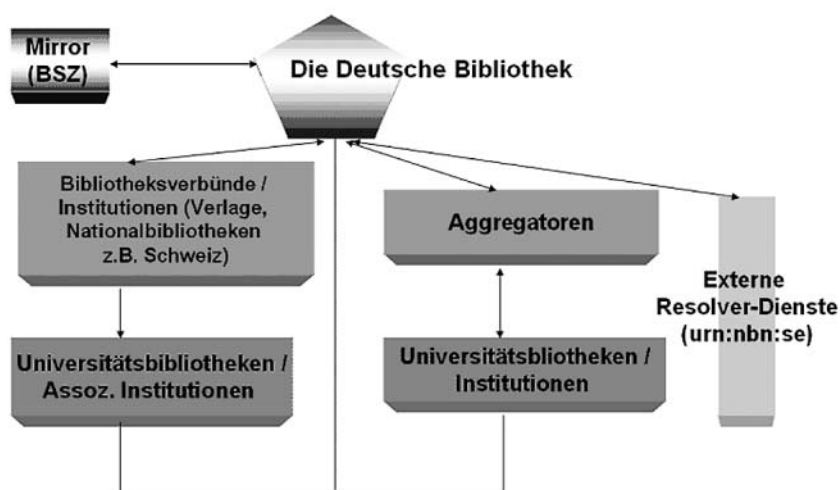 Mirror
(BSZ)
Die Deutsche Bibliothek
Bibliotheksverbünde /
Institutionen (Verlage,
Nationalbibliotheken
z.B. Schweiz)
Aggregatoren
Externe
Resolver-Dienste
(urn:nbn:se)
Universitätsbibliotheken /
Assoz. Institutionen
Universitätsbliotheken /
Institutionen